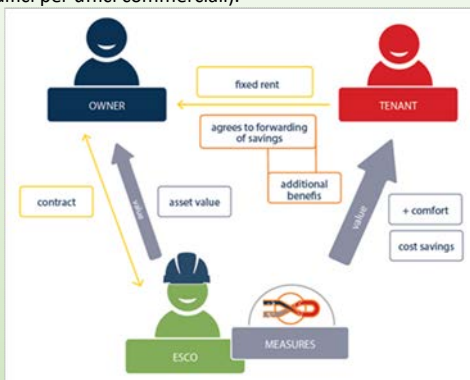 fixed rent
OWNER
TENANT
agrees to forwarding
of savings
additional
benefis
contract
value
asset value
value
+ comfort
cost savings
ESCO
MEASURES